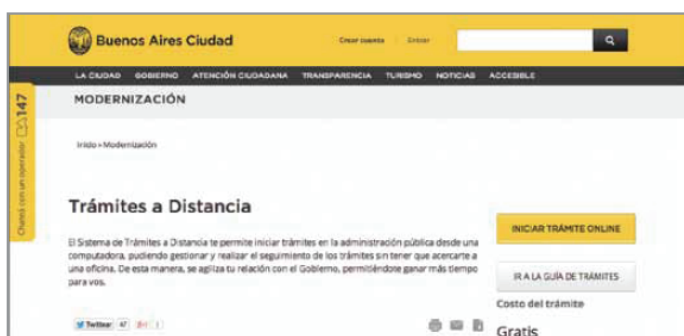 Buenos Aires Ciudad
Crear cuenta Entrar
LA CIUDAD GOBIERNO ATENCIÓN CIUDADANA TRANSPARENCIA TURISMO NOTICIAS ACCESIBLE
MODERNIZACIÓN
Chateá con un operador 147
Inicio » Modernización
Trámites a Distancia
El Sistema de Trámites a Distancia te permite iniciar trámites en la administración pública desde una
computadora, pudiendo gestionar y realizar el seguimiento de los trámites sin tener que acercarte a
una oficina. De esta manera, se agiliza tu relación con el Gobierno, permitiéndote ganar más tiempo
para vos.
INICIAR TRÁMITE ONLINE
IR A LA GUÍA DE TRÁMITES
Costo del trámite
Gratis
Twittear 47